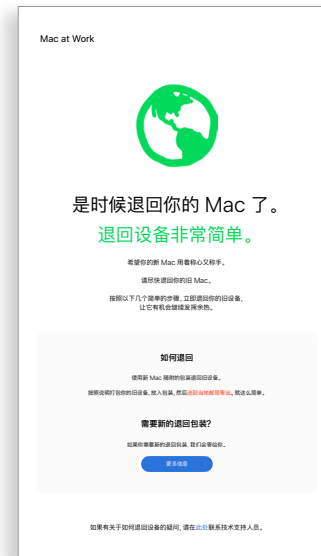 Mac at Work
是时候退回你的 Mac 了。
退回设备非常简单。
希望你的新 Mac 用着称心又称手。
请尽快退回你的旧 Mac。
按照以下几个简单的步骤，立即退回你的旧设备，
让它有机会继续发挥余热。
如何退回
使用新 Mac 随附的包装退回旧设备。
按照说明打包你的旧设备，放入包装，然后送到当地邮局寄出。就这么简单。
需要新的退回包装？
如果你需要新的退回包装，我们会寄给你。
更多信息
如果有关于如何退回设备的疑问，请在此处联系技术支持人员。